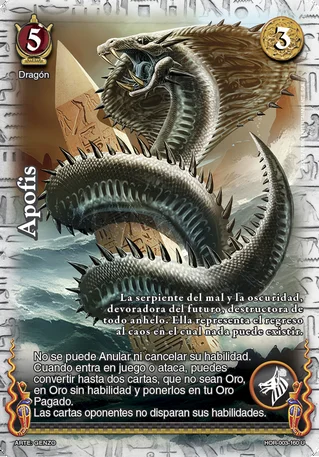 5
3
Dragón
Apofis
La serpiente del mal y la oscuridad,
devoradora del futuro, destructora de
todo anhelo. Ella representa el regreso
al caos en el cual nada puede existir.
No se puede Anular ni cancelar su habilidad.
Cuando entra en juego o ataca, puedes
convertir hasta dos cartas, que no sean Oro,
en Oro sin habilidad y ponerlos en tu Oro
Pagado.
Las cartas oponentes no disparan sus habilidades.
ARTE: GENZO
HOR-003-160 U